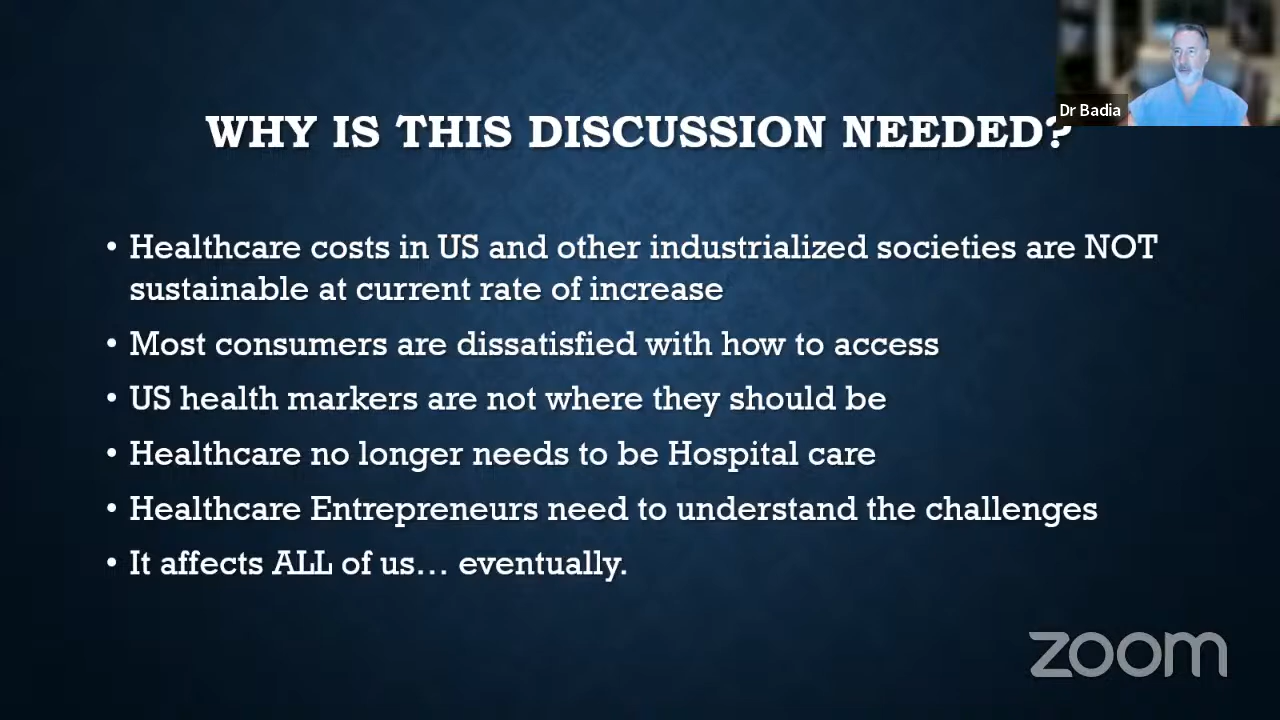 Dr Badia
WHY IS THIS DISCUSSION NEEDED?
• Healthcare costs in US and other industrialized societies are NOT
sustainable at current rate of increase
• Most consumers are dissatisfied with how to access
• US health markers are not where they should be
• Healthcare no longer needs to be Hospital care
• Healthcare Entrepreneurs need to understand the challenges
• It affects ALL of us... eventually.
zoom